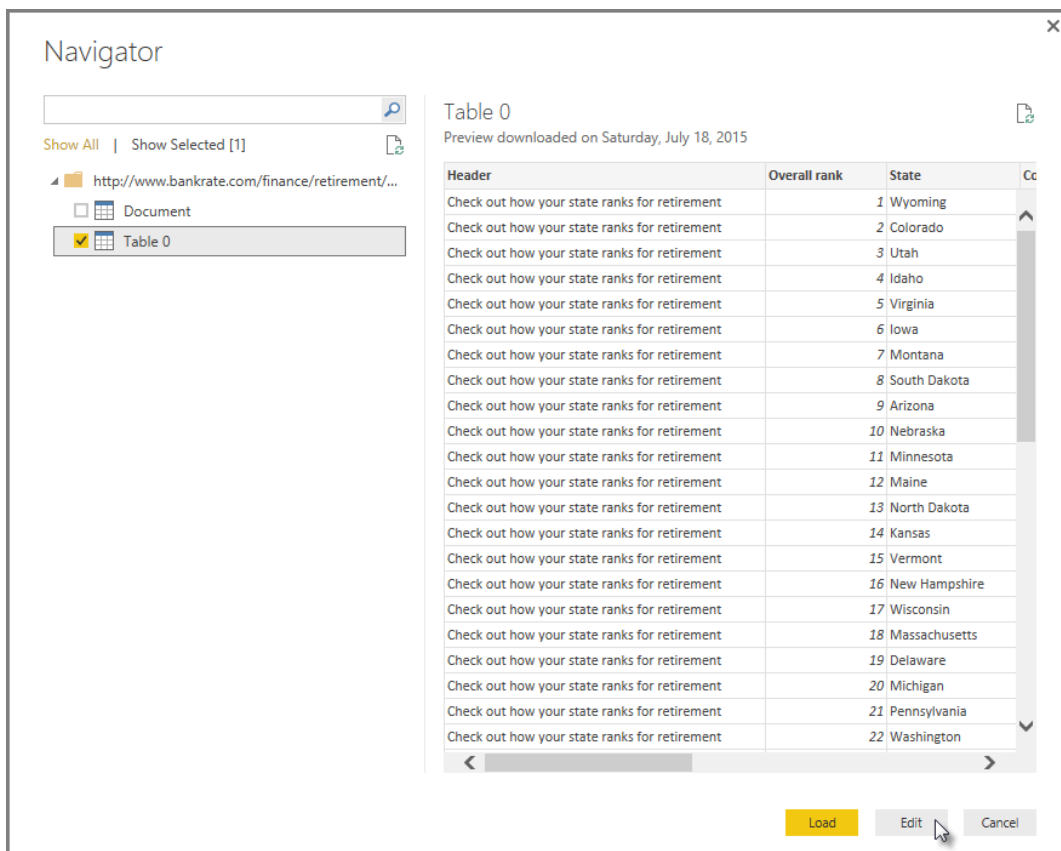 Navigator
Show All | Show Selected [1]
http://www.bankrate.com/finance/retirement/...
Document
Table 0
Table 0
Preview downloaded on Saturday, July 18, 2015
Header Overall rank State Co
Check out how your state ranks for retirement 1 Wyoming
Check out how your state ranks for retirement 2 Colorado
Check out how your state ranks for retirement 3 Utah
Check out how your state ranks for retirement 4 Idaho
Check out how your state ranks for retirement 5 Virginia
Check out how your state ranks for retirement 6 Iowa
Check out how your state ranks for retirement 7 Montana
Check out how your state ranks for retirement 8 South Dakota
Check out how your state ranks for retirement 9 Arizona
Check out how your state ranks for retirement 10 Nebraska
Check out how your state ranks for retirement 11 Minnesota
Check out how your state ranks for retirement 12 Maine
Check out how your state ranks for retirement 13 North Dakota
Check out how your state ranks for retirement 14 Kansas
Check out how your state ranks for retirement 15 Vermont
Check out how your state ranks for retirement 16 New Hampshire
Check out how your state ranks for retirement 17 Wisconsin
Check out how your state ranks for retirement 18 Massachusetts
Check out how your state ranks for retirement 19 Delaware
Check out how your state ranks for retirement 20 Michigan
Check out how your state ranks for retirement 21 Pennsylvania
Check out how your state ranks for retirement 22 Washington
Load Edit Cancel